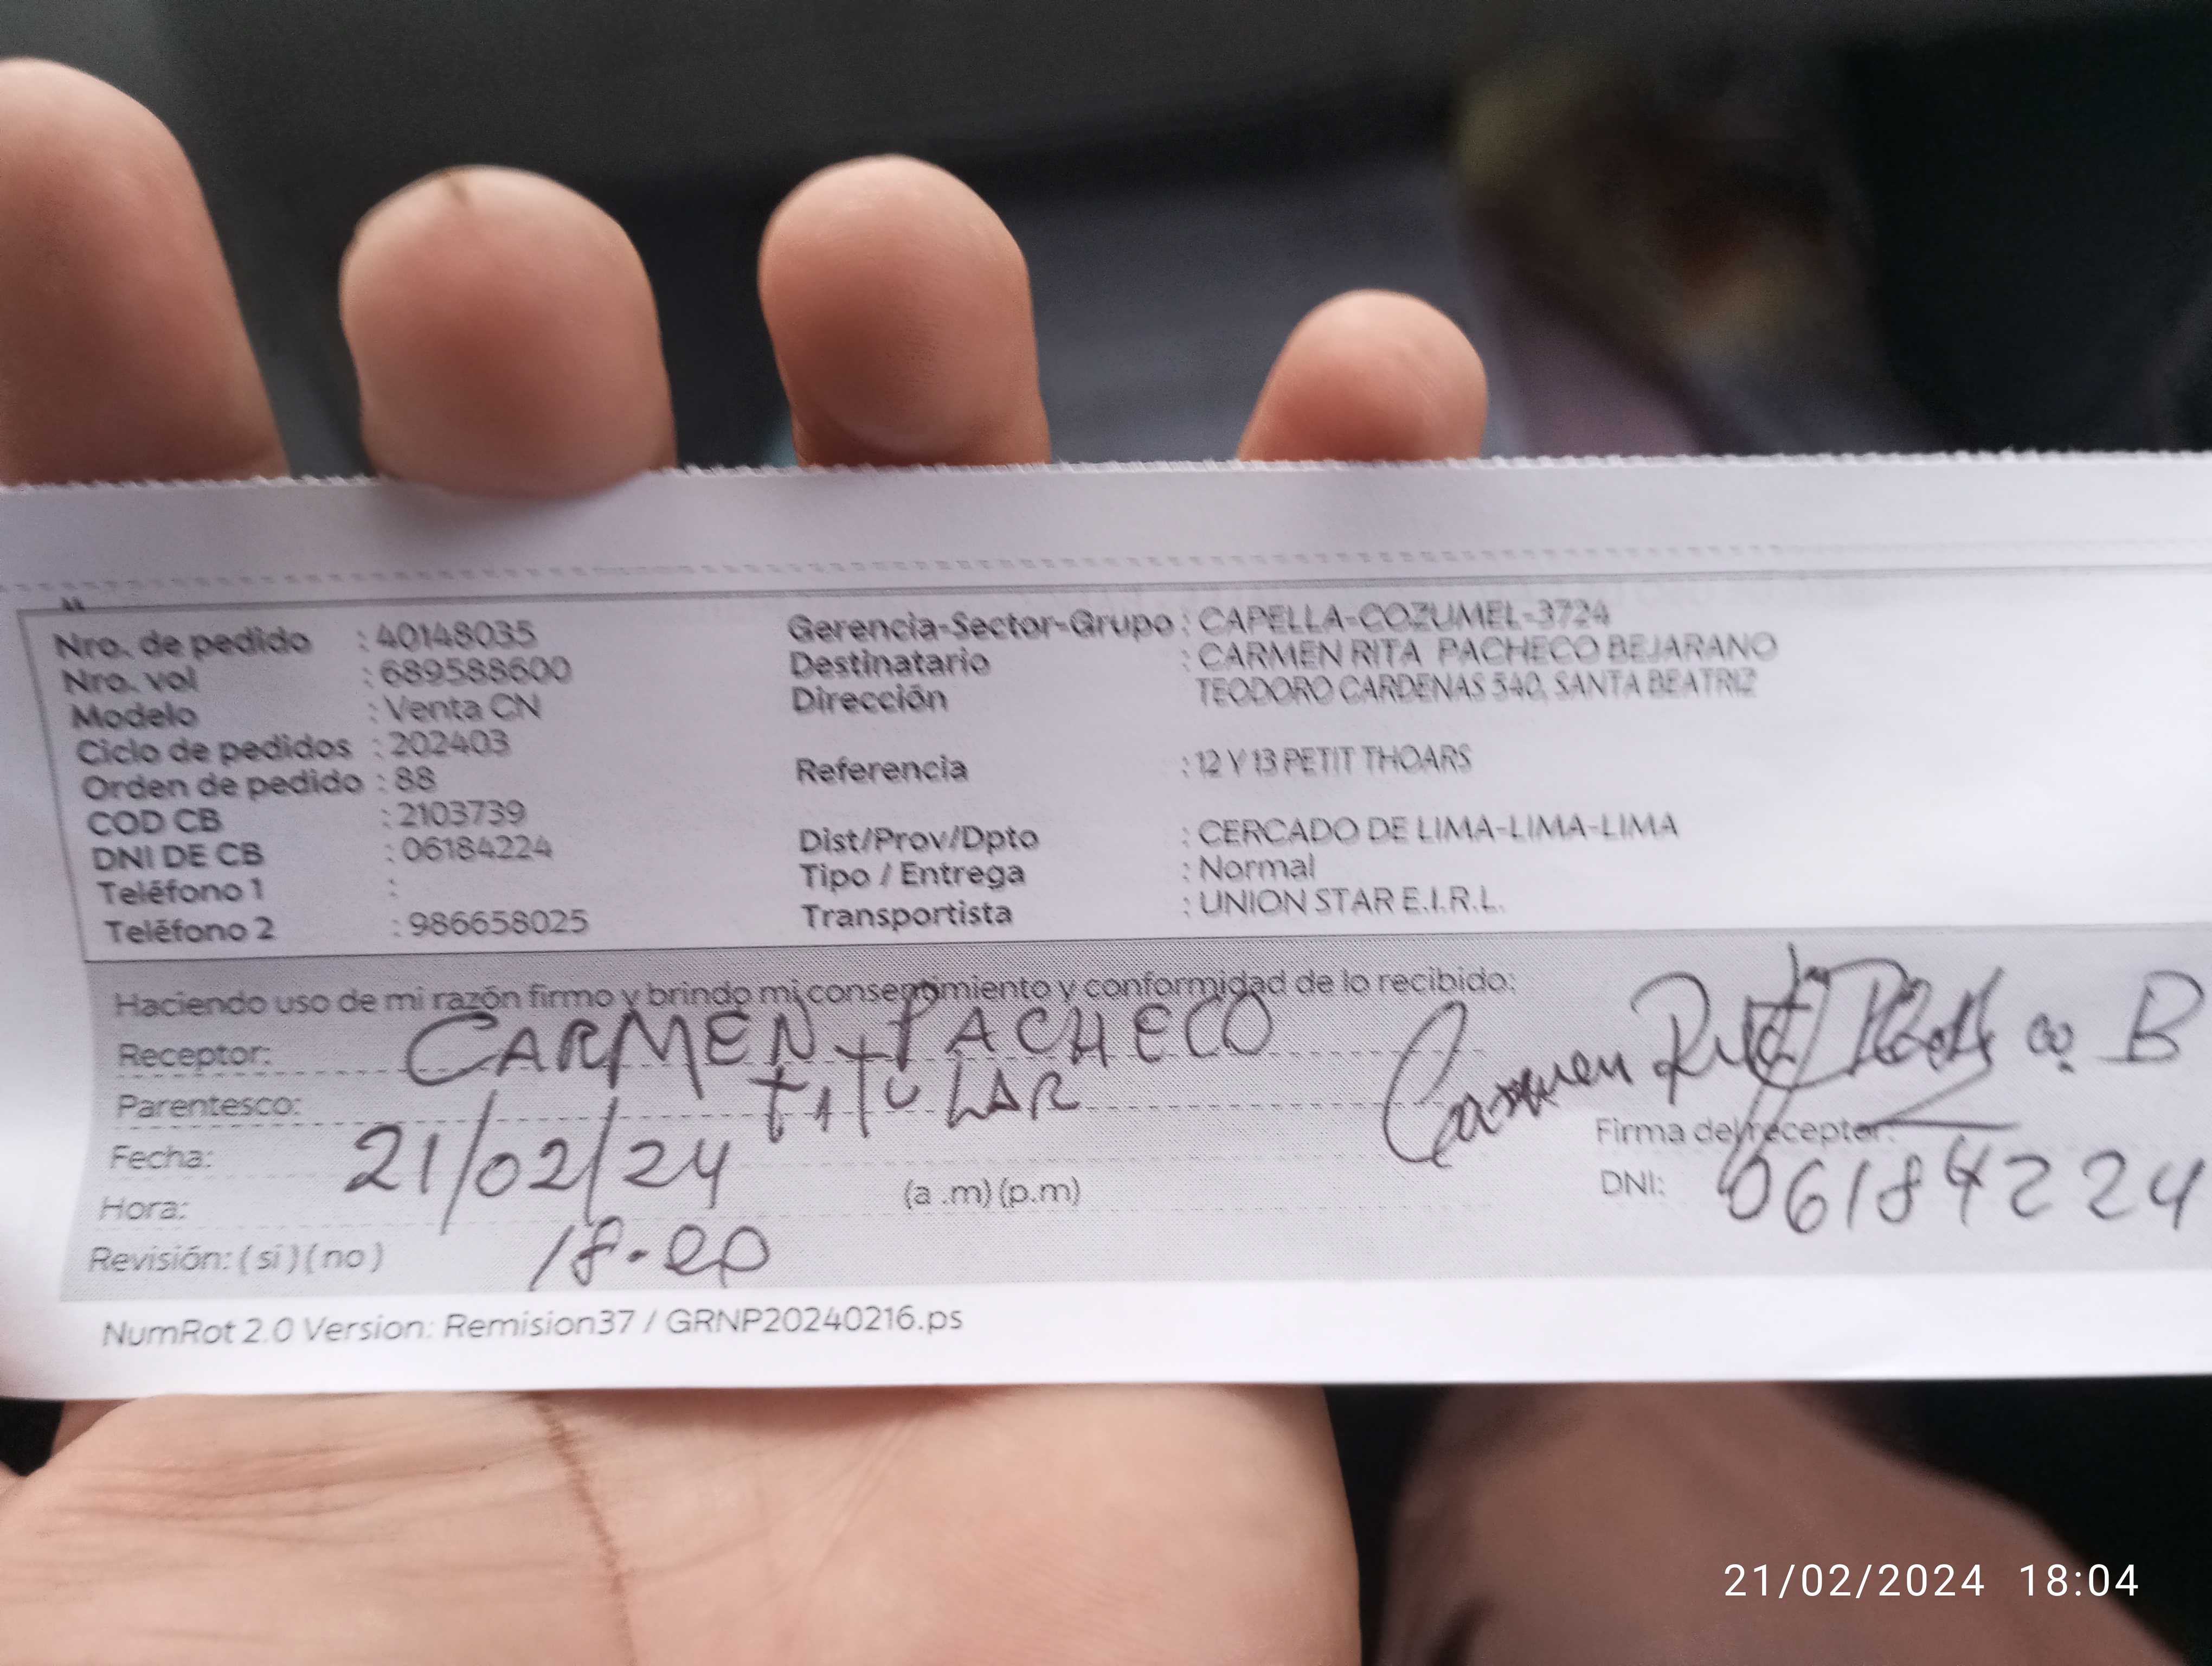 Nro. de pedido : 40148035
Nro. vol : 689588600
Modelo : Venta CN
Ciclo de pedidos : 202403
Orden de pedido : 88
COD CB : 2103739
DNI DE CB : 06184224
Teléfono 1 :
Teléfono 2 : 986658025
Gerencia-Sector-Grupo : CAPELLA-COZUMEL-3724
Destinatario : CARMEN RITA PACHECO BEJARANO
Dirección TEODORO CARDENAS 540, SANTA BEATRIZ
Referencia : 12 Y 13 PETIT THOARS
Dist/Prov/Dpto : CERCADO DE LIMA-LIMA-LIMA
Tipo / Entrega : Normal
Transportista : UNION STAR E.I.R.L.
Haciendo uso de mi razón firmo y brindo mi consentimiento y conformidad de lo recibido:
Receptor: CARMEN PACHECO
Parentesco: TITULAR
Fecha: 21/02/24
Hora: 18.00 (a .m) (p.m)
Revisión: ( si ) ( no )
Carmen Rita B
Firma del receptor:
DNI: 06184224
NumRot 2.0 Version: Remision37 / GRNP20240216.ps
21/02/2024 18:04